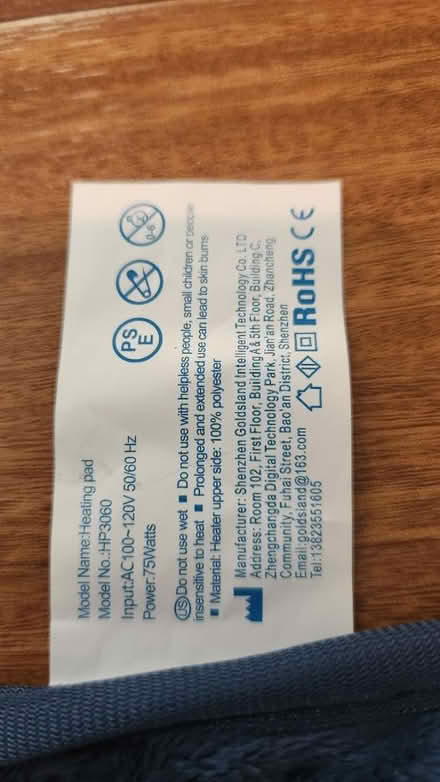 Model Name:Heating pad
Model No.:HP3060
Input:AC100~120V 50/60 Hz
Power:75Watts
PS
E
0-6
US Do not use wet ■ Do not use with helpless people, small children or people
insensitive to heat ■ Prolonged and extended use can lead to skin burns
■ Material: Heater upper side: 100% polyester
Manufacturer: Shenzhen Goldsland Intelligent Technology Co. LTD
Address: Room 102, First Floor, Building A & 5th Floor, Building C,
Zhengchangda Digital Technology Park, Jian'an Road, Zhancheng
Community, Fuhai Street, Bao'an District, Shenzhen
Email:goldsland@163.com
Tel:13823551605
RoHS CE